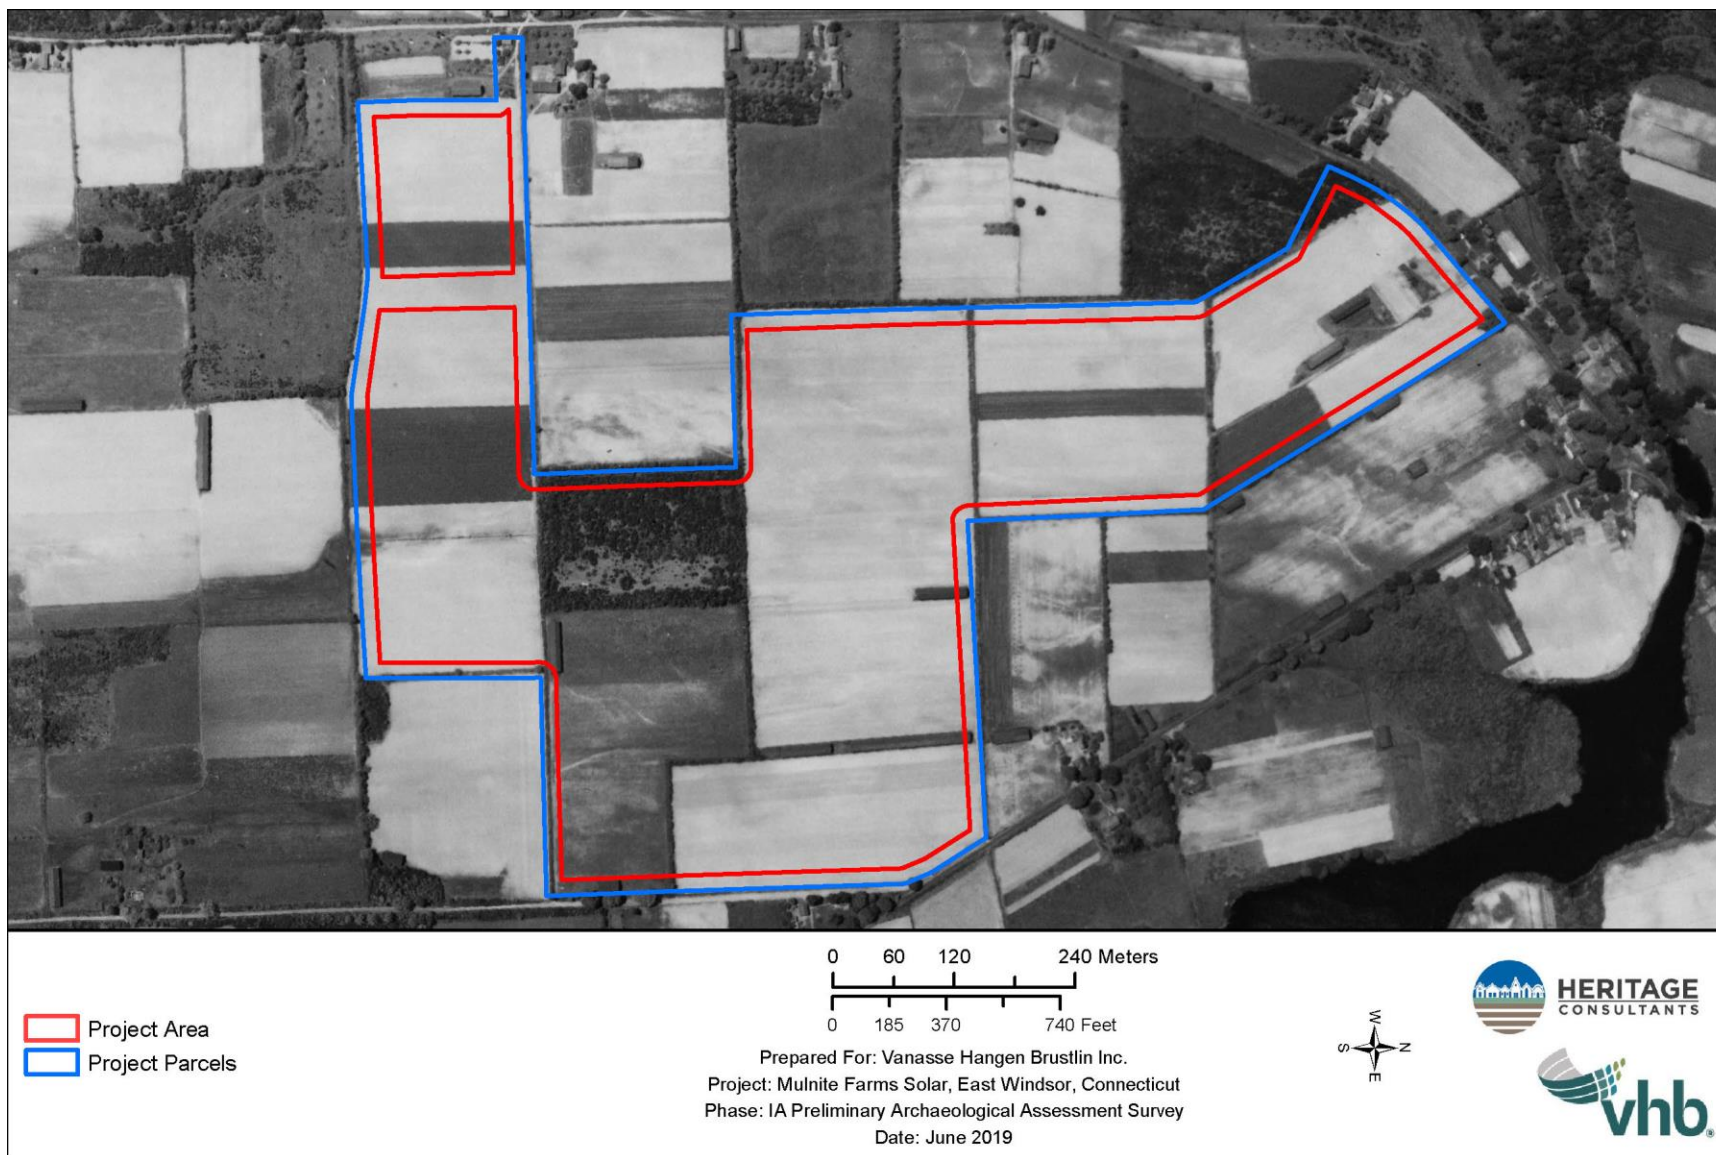 0 60 120 240 Meters
0 185 370 740 Feet
Prepared For: Vanasse Hangen Brustlin Inc.
Project: Mulnite Farms Solar, East Windsor, Connecticut
Phase: IA Preliminary Archaeological Assessment Survey
Date: June 2019
Project Area
Project Parcels
W
S N
E
HERITAGE
CONSULTANTS
vhb®